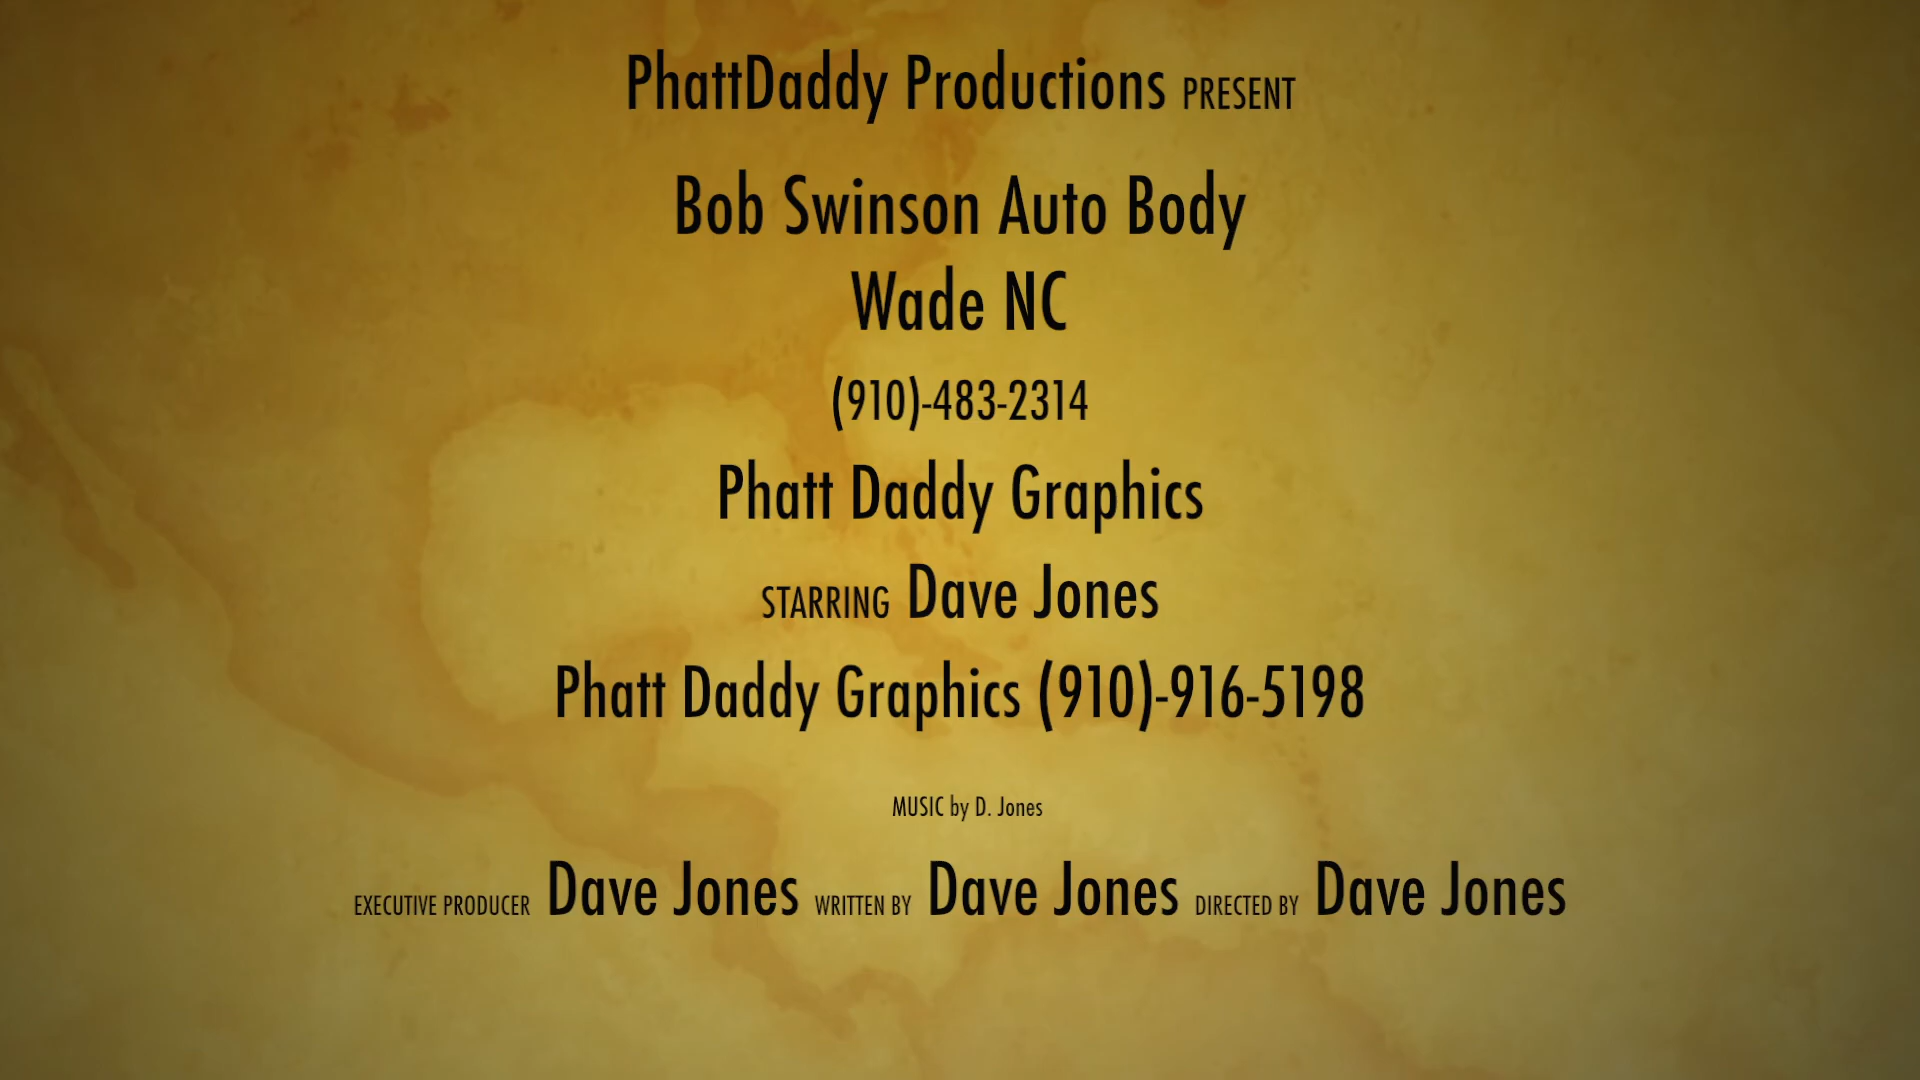 PhattDaddy Productions PRESENT
Bob Swinson Auto Body
Wade NC
(910)-483-2314
Phatt Daddy Graphics
STARRING Dave Jones
Phatt Daddy Graphics (910)-916-5198
MUSIC by D. Jones
EXECUTIVE PRODUCER Dave Jones WRITTEN BY Dave Jones DIRECTED BY Dave Jones